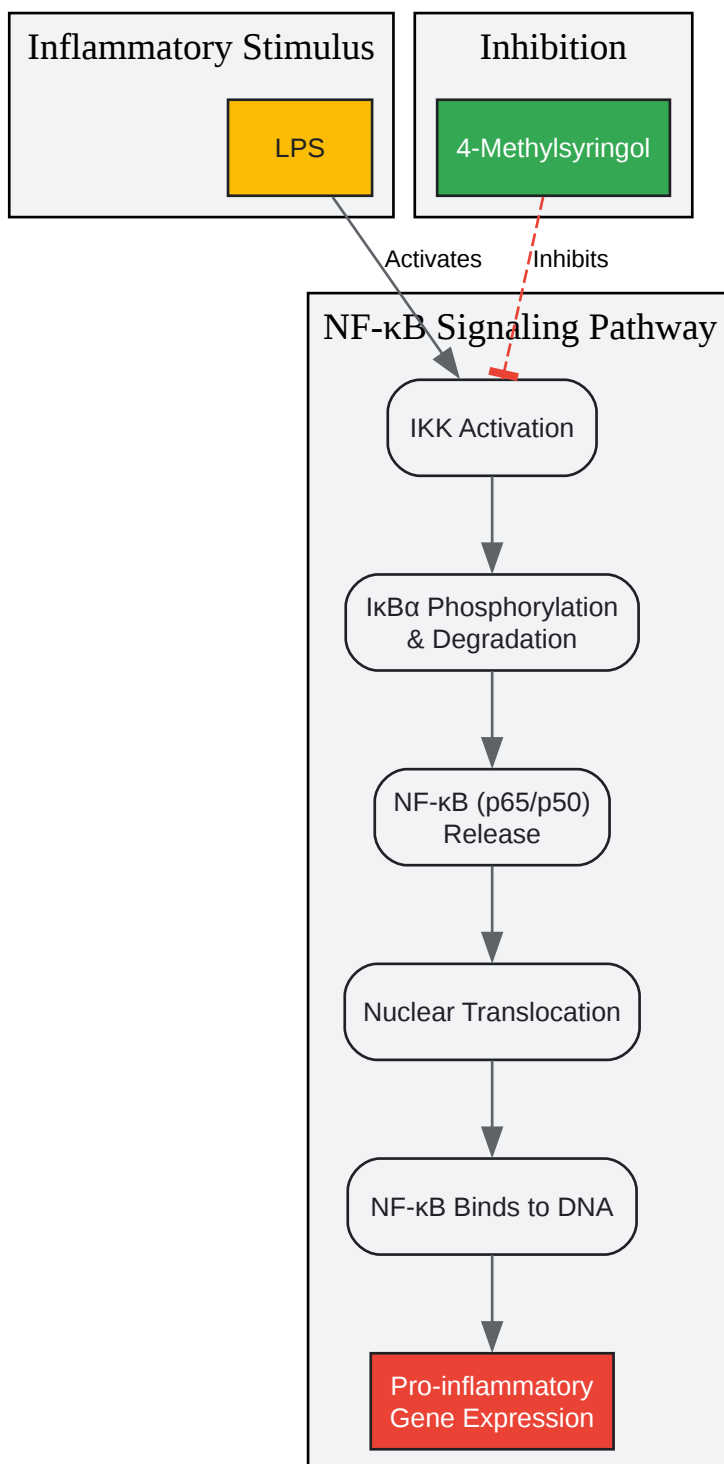 Inflammatory Stimulus
Inhibition
LPS
4-Methylsyringol
Activates
Inhibits
NF-κB Signaling Pathway
IKK Activation
IκBα Phosphorylation
& Degradation
NF-κB (p65/p50)
Release
Nuclear Translocation
NF-κB Binds to DNA
Pro-inflammatory
Gene Expression